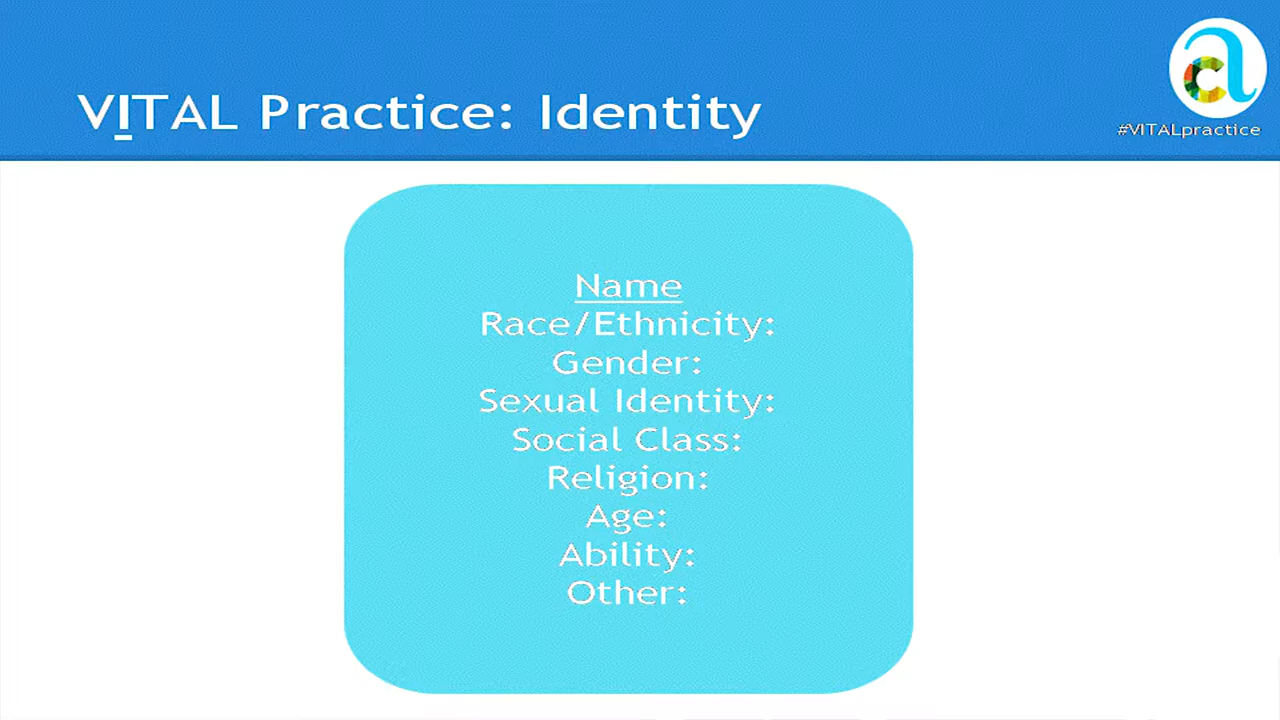 VITAL Practice: Identity
#VITALpractice
Name
Race/Ethnicity:
Gender:
Sexual Identity:
Social Class:
Religion:
Age:
Ability:
Other: